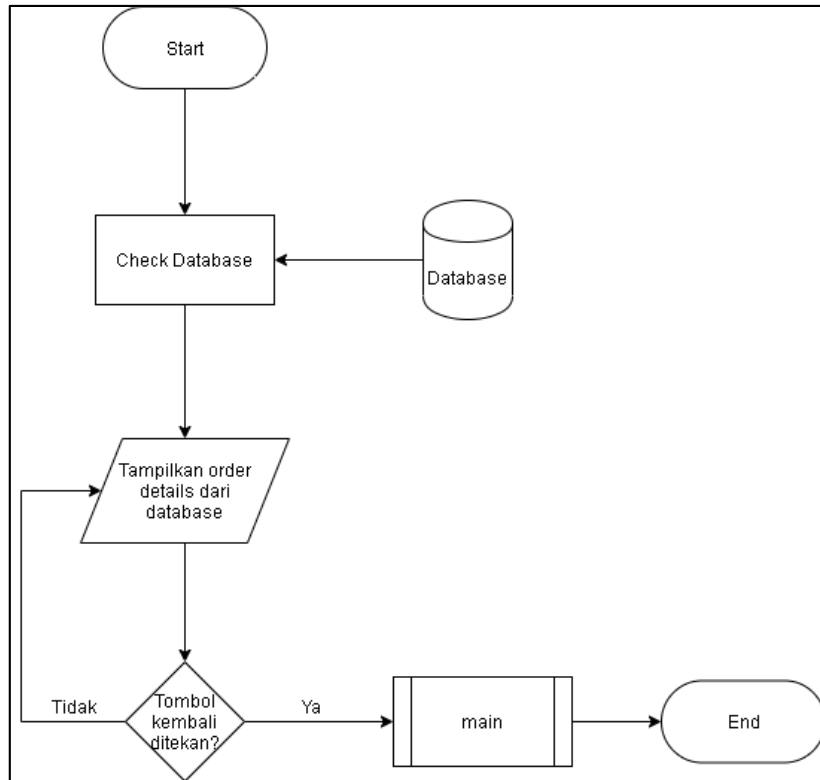 Start
Check Database
Database
Tampilkan order
details dari
database
Tidak
Tombol
kembali
ditekan?
Ya
main
End